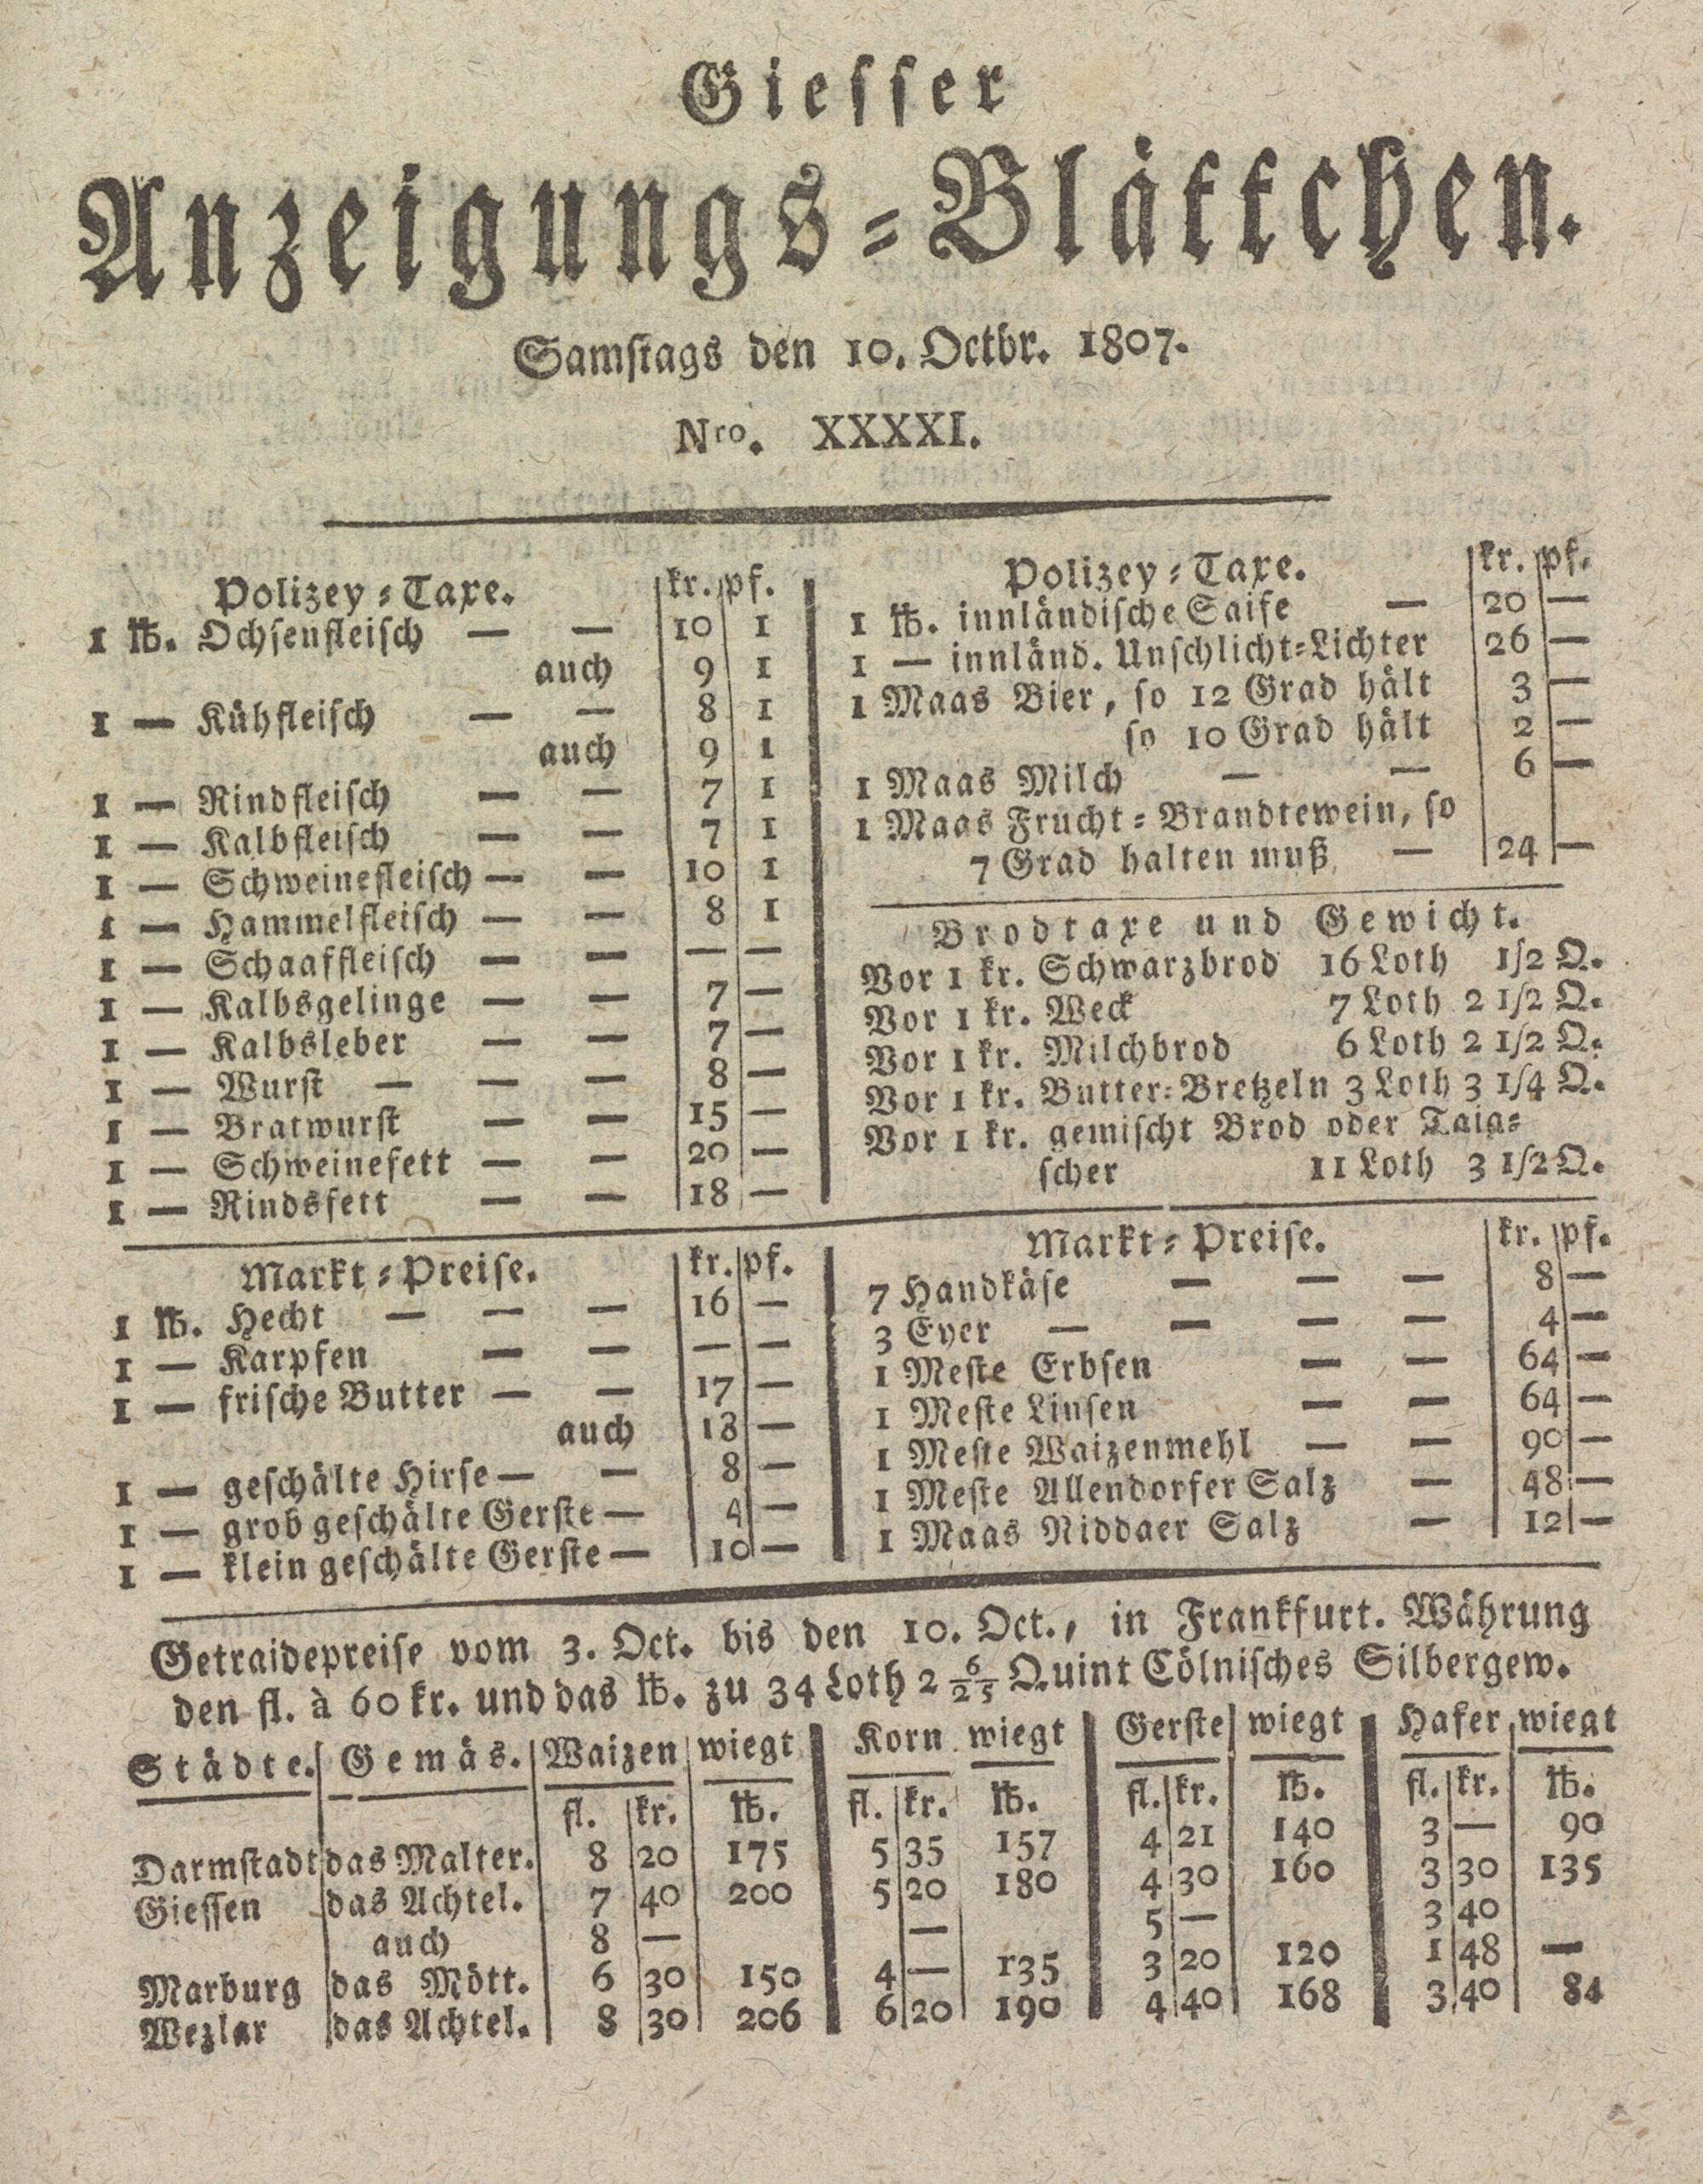 Giesser
Anzeigungs-Blättchen.
Samstags den 10. Octbr. 1807.
Nro. XXXXI.
Polizey-Taxe. kr. pf.
1 ℔. Ochsenfleisch — — 10 1
auch 9 1
1 — Kühfleisch — — 8 1
auch 9 1
1 — Rindfleisch — — 7 1
1 — Kalbfleisch — — 7 1
1 — Schweinefleisch — — 10 1
1 — Hammelfleisch — — 8 1
1 — Schaaffleisch — — — —
1 — Kalbsgelinge — — 7 —
1 — Kalbsleber — — 7 —
1 — Wurst — — — 8 —
1 — Bratwurst — — 15 —
1 — Schweinefett — — 20 —
1 — Rindsfett — — 18 —
Polizey-Taxe. kr. pf.
1 ℔. innländische Saife — 20 —
1 — innländ. Unschlicht-Lichter 26 —
1 Maas Bier, so 12 Grad hält 3 —
so 10 Grad hält 2 —
1 Maas Milch — — 6 —
1 Maas Frucht-Brandtewein, so
7 Grad halten muß — 24 —
Brodtaxe und Gewicht.
Vor 1 kr. Schwarzbrod 16 Loth 1/2 Q.
Vor 1 kr. Weck 7 Loth 2 1/2 Q.
Vor 1 kr. Milchbrod 6 Loth 2 1/2 Q.
Vor 1 kr. Butter-Bretzeln 3 Loth 3 1/4 Q.
Vor 1 kr. gemischt Brod oder Taig-
scher 11 Loth 3 1/2 Q.
Markt-Preise. kr. pf.
1 ℔. Hecht — — — 16 —
1 — Karpfen — — — —
1 — frische Butter — — 17 —
auch 18 —
1 — geschälte Hirse — — 8 —
1 — grob geschälte Gerste — 4 —
1 — klein geschälte Gerste — 10 —
Markt-Preise. kr. pf.
7 Handkäse — — — 8 —
3 Eyer — — — — 4 —
1 Meste Erbsen — — 64 —
1 Meste Linsen — — 64 —
1 Meste Waizenmehl — — 90 —
1 Meste Allendorfer Salz — 48 —
1 Maas Niddaer Salz — 12 —
Getraidepreise vom 3. Oct. bis den 10. Oct., in Frankfurt. Währung
den fl. à 60 kr. und das ℔. zu 34 Loth 2 6/25 Quint Cölnisches Silbergew.
Städte. Gemäs. Waizen wiegt Korn wiegt Gerste wiegt Hafer wiegt
fl. kr. ℔. fl. kr. ℔. fl. kr. ℔. fl. kr. ℔.
Darmstadt das Malter. 8 20 175 5 35 157 4 21 140 3 — 90
Giessen das Achtel. 7 40 200 5 20 180 4 30 160 3 30 135
auch 8 — — 5 — 3 40
Marburg das Mött. 6 30 150 4 — 135 3 20 120 1 48 —
Wezlar das Achtel. 8 30 206 6 20 190 4 40 168 3 40 84